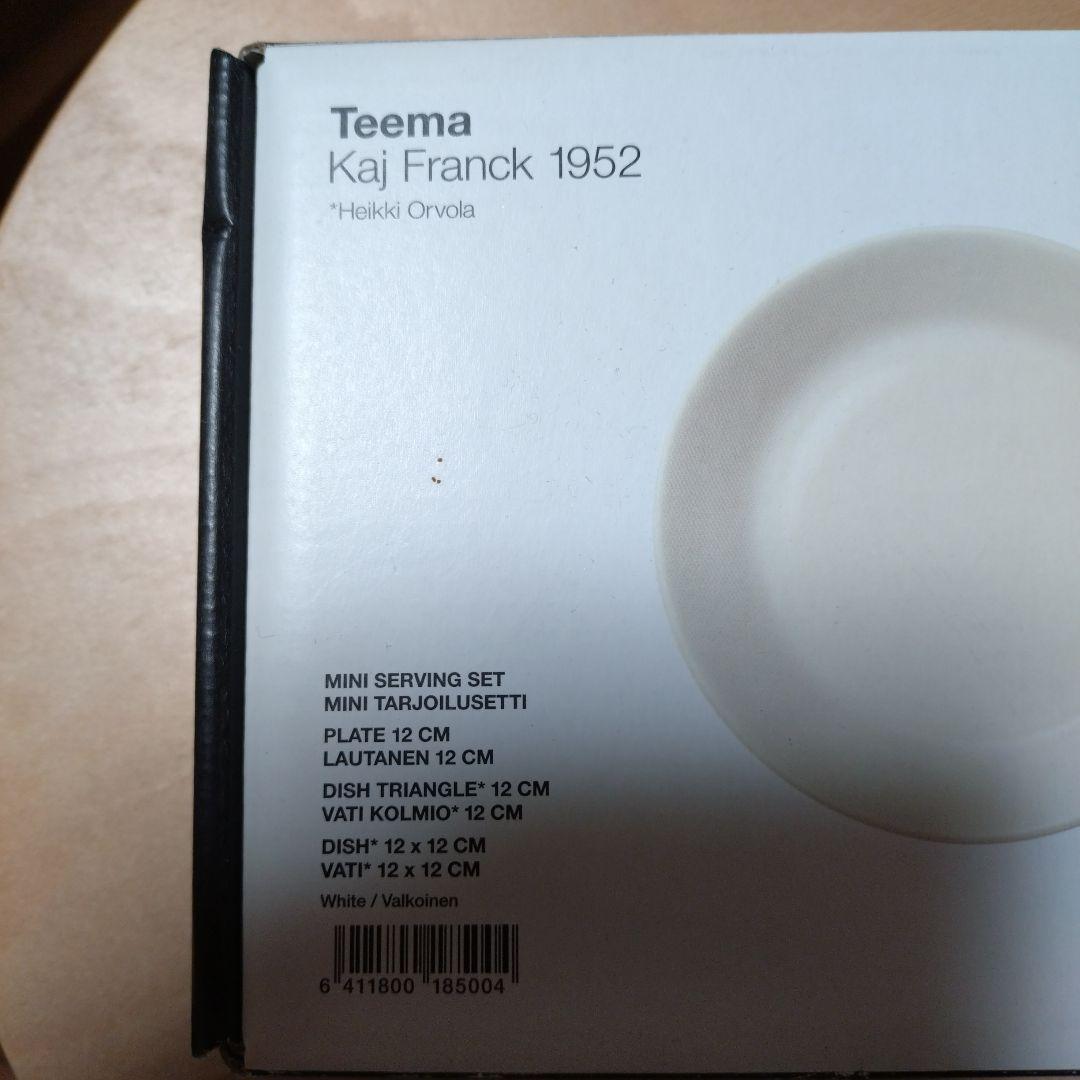 Teema
Kaj Franck 1952
*Heikki Orvola
MINI SERVING SET
MINI TARJOILUSETTI
PLATE 12 CM
LAUTANEN 12 CM
DISH TRIANGLE* 12 CM
VATI KOLMIO* 12 CM
DISH* 12 x 12 CM
VATI* 12 x 12 CM
White / Valkoinen
6 411800 185004